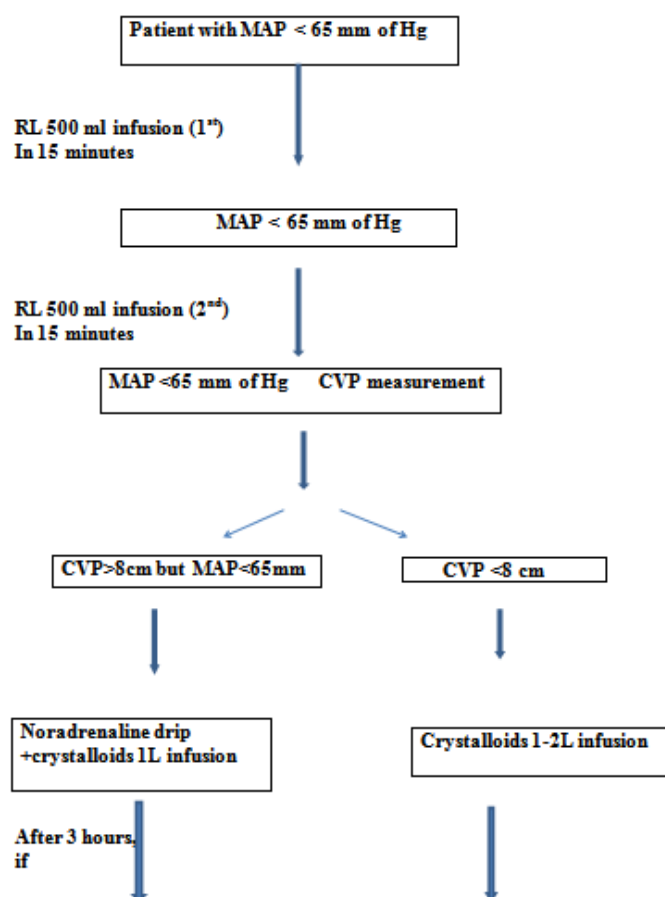 Patient with MAP < 65 mm of Hg
RL 500 ml infusion (1st)
In 15 minutes
MAP < 65 mm of Hg
RL 500 ml infusion (2nd)
In 15 minutes
MAP <65 mm of Hg CVP measurement
CVP>8cm but MAP<65mm
CVP <8 cm
Noradrenaline drip
+crystalloids 1L infusion
Crystalloids 1-2L infusion
After 3 hours,
if